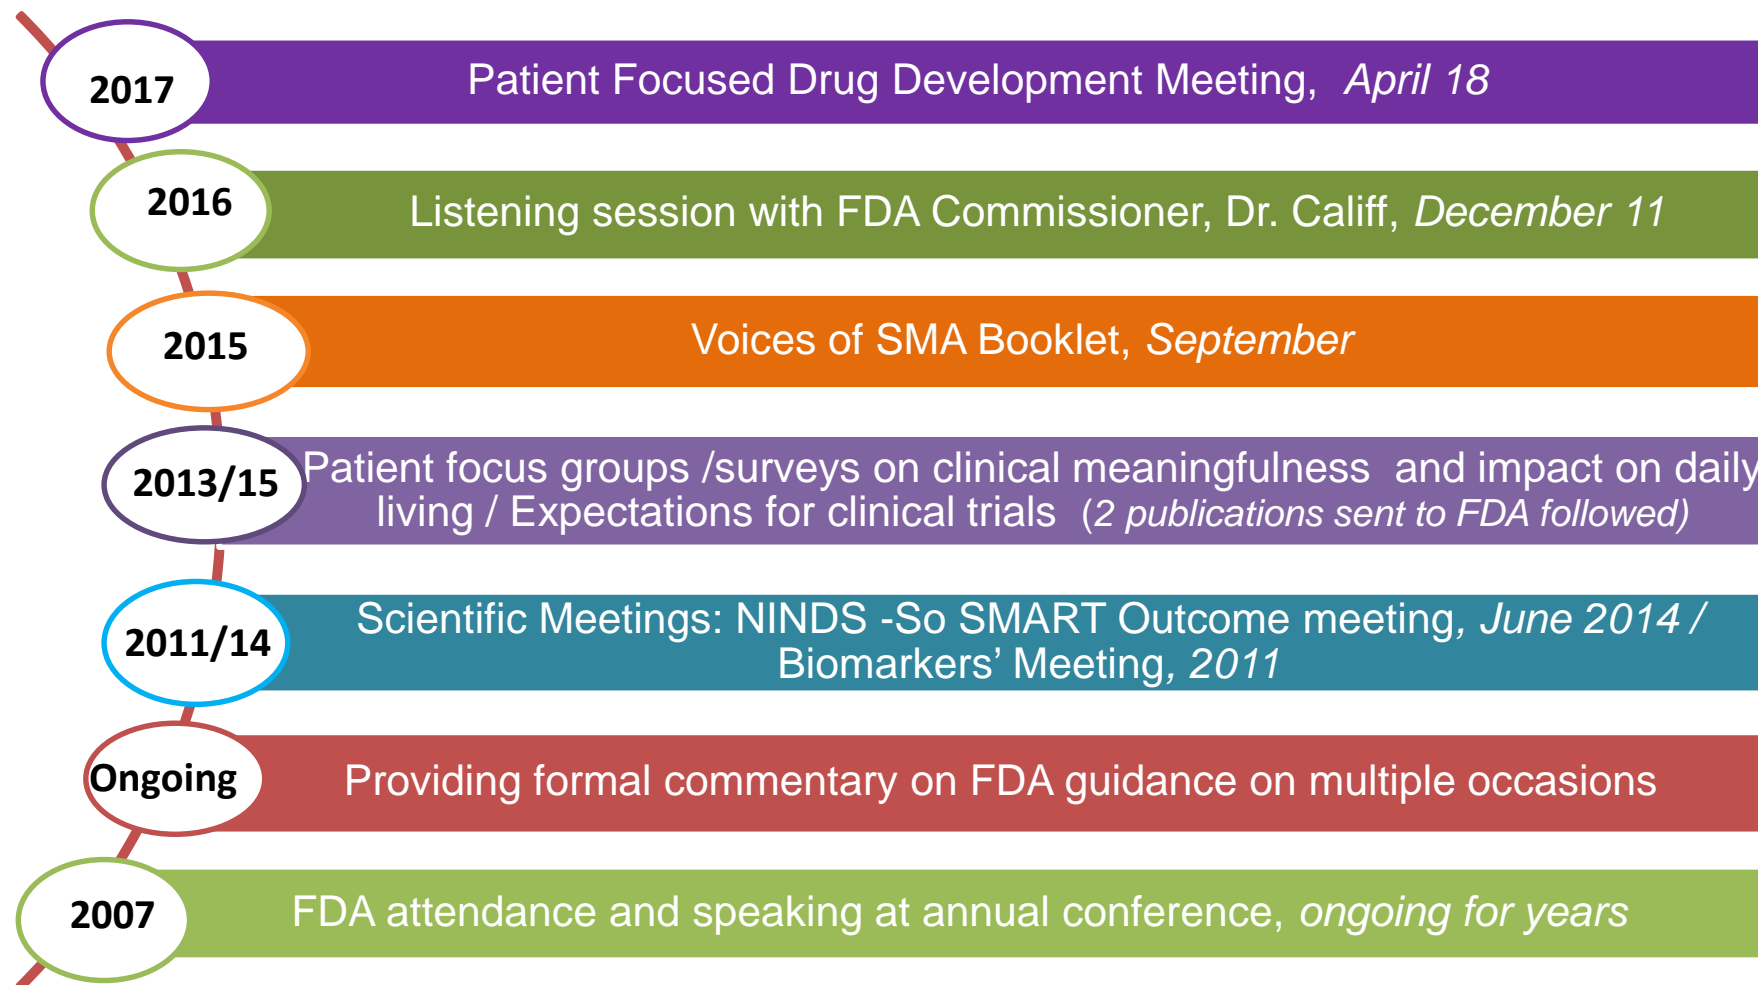 2017
Patient Focused Drug Development Meeting, April 18
2016
Listening session with FDA Commissioner, Dr. Califf, December 11
2015
Voices of SMA Booklet, September
2013/15
Patient focus groups /surveys on clinical meaningfulness and impact on daily
living / Expectations for clinical trials (2 publications sent to FDA followed)
2011/14
Scientific Meetings: NINDS -So SMART Outcome meeting, June 2014 /
Biomarkers’ Meeting, 2011
Ongoing
Providing formal commentary on FDA guidance on multiple occasions
2007
FDA attendance and speaking at annual conference, ongoing for years